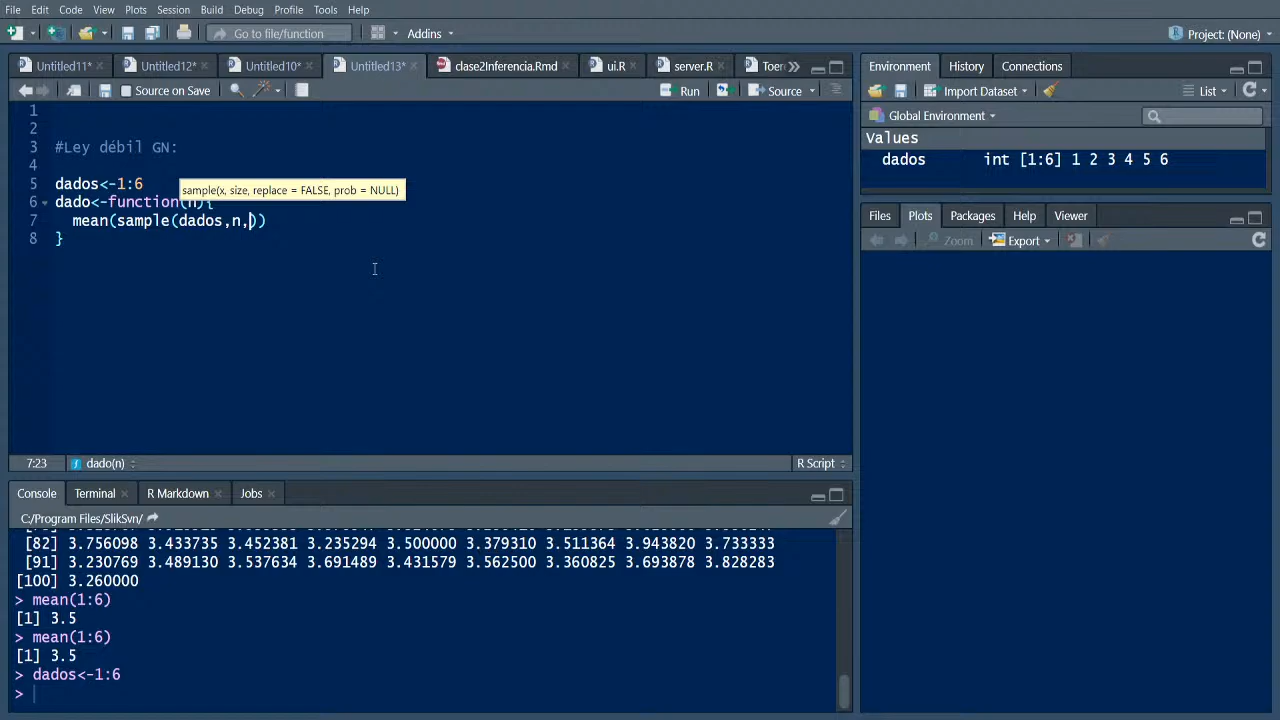 File Edit Code View Plots Session Build Debug Profile Tools Help
Go to file/function Addins Project: (None)
Untitled11* Untitled12* Untitled10* Untitled13* clase2Inferencia.Rmd ui.R server.R Toer
Source on Save Run Source
1
2
3 #Ley débil GN:
4
5 dados<-1:6
sample(x, size, replace = FALSE, prob = NULL)
6 dado<-function(n){
7 mean(sample(dados,n,))
8 }
7:23 dado(n) R Script
Console Terminal R Markdown Jobs
C:/Program Files/SlikSvn/
[82] 3.756098 3.433735 3.452381 3.235294 3.500000 3.379310 3.511364 3.943820 3.733333
[91] 3.230769 3.489130 3.537634 3.691489 3.431579 3.562500 3.360825 3.693878 3.828283
[100] 3.260000
> mean(1:6)
[1] 3.5
> mean(1:6)
[1] 3.5
> dados<-1:6
>
Environment History Connections
Import Dataset List
Global Environment
Values
dados int [1:6] 1 2 3 4 5 6
Files Plots Packages Help Viewer
Zoom Export